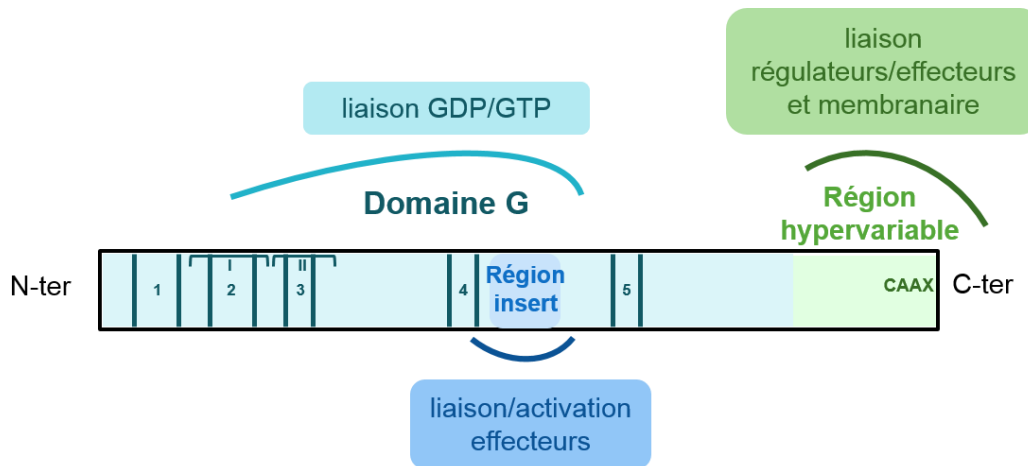 liaison
régulateurs/effecteurs
et membranaire
liaison GDP/GTP
Domaine G
Région
hypervariable
N-ter
1
I
2
II
3
4
Région
insert
5
CAAX
C-ter
liaison/activation
effecteurs